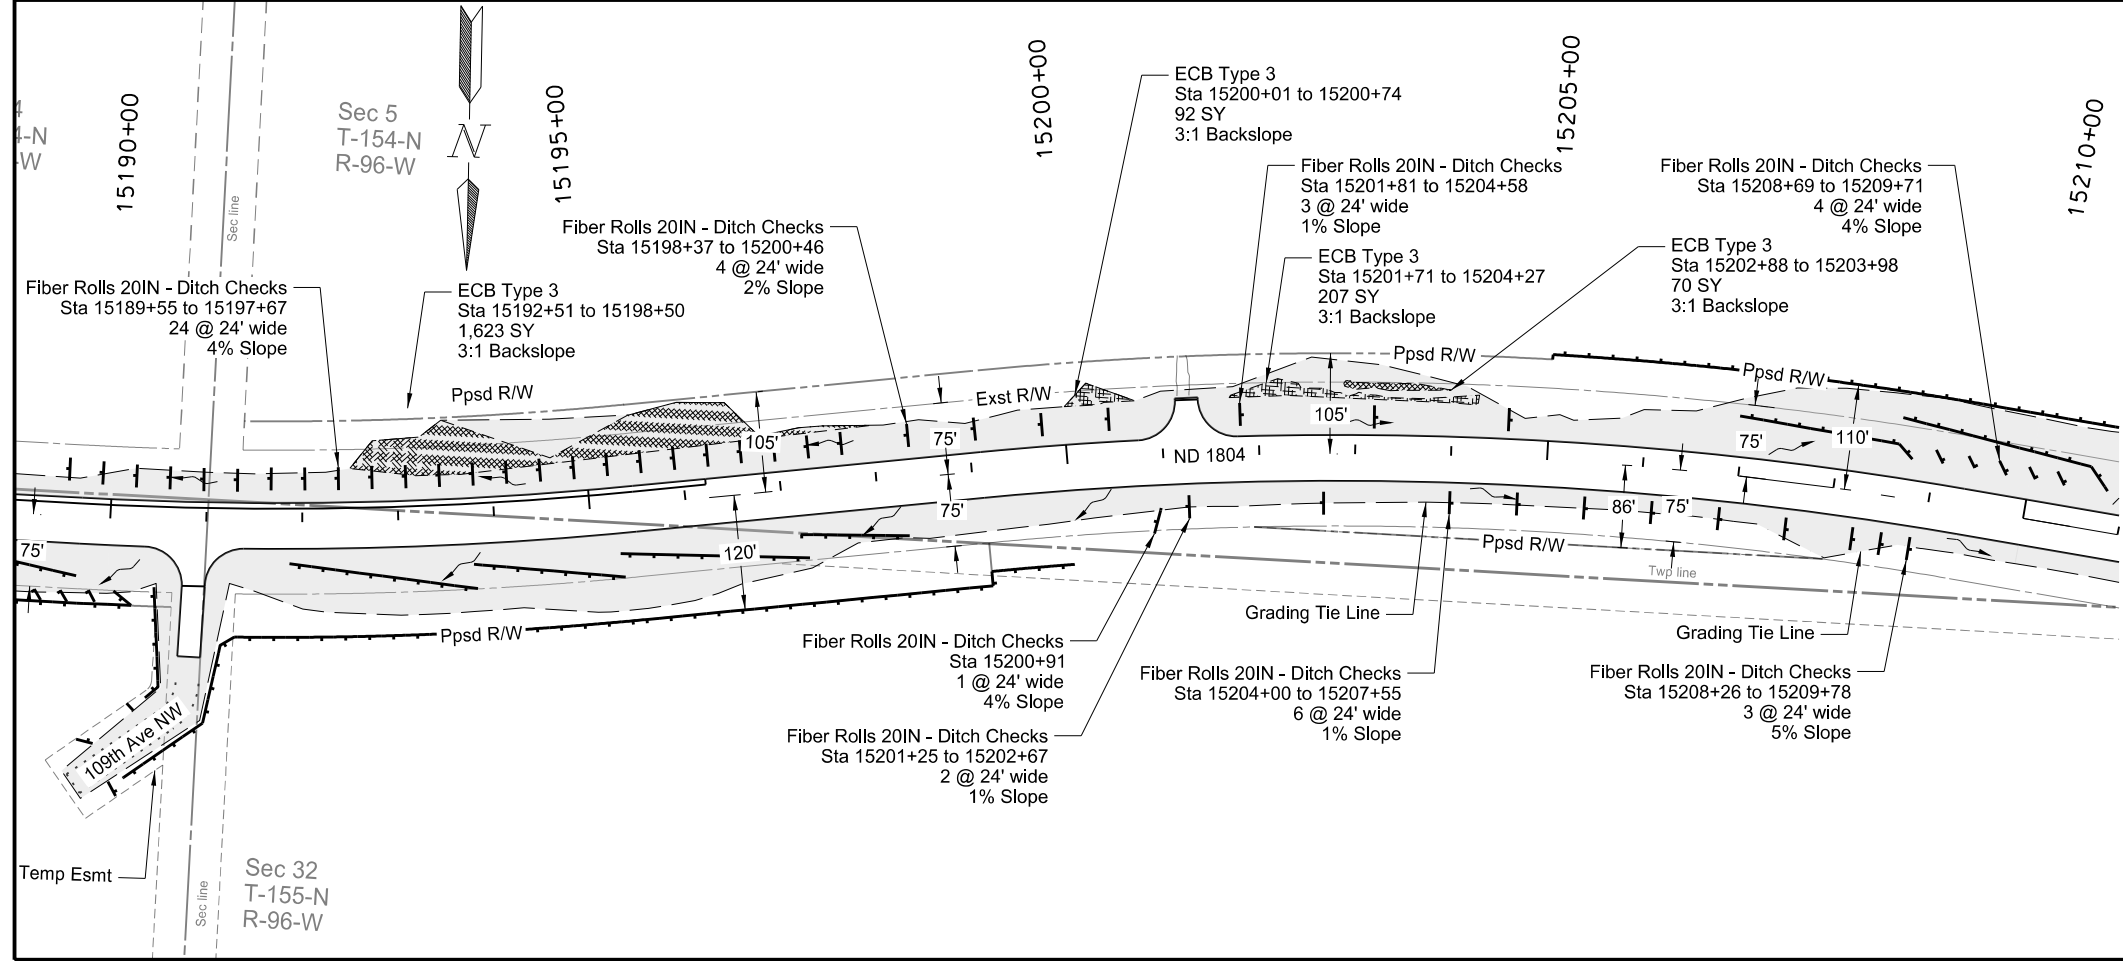 15190+00
15195+00
15200+00
15205+00
15210+00
4-N
-W
Sec 5
T-154-N
R-96-W
N
Sec line
ECB Type 3
Sta 15200+01 to 15200+74
92 SY
3:1 Backslope
Fiber Rolls 20IN - Ditch Checks
Sta 15201+81 to 15204+58
3 @ 24' wide
1% Slope
Fiber Rolls 20IN - Ditch Checks
Sta 15208+69 to 15209+71
4 @ 24' wide
4% Slope
Fiber Rolls 20IN - Ditch Checks
Sta 15198+37 to 15200+46
4 @ 24' wide
2% Slope
ECB Type 3
Sta 15201+71 to 15204+27
207 SY
3:1 Backslope
ECB Type 3
Sta 15202+88 to 15203+98
70 SY
3:1 Backslope
Fiber Rolls 20IN - Ditch Checks
Sta 15189+55 to 15197+67
24 @ 24' wide
4% Slope
ECB Type 3
Sta 15192+51 to 15198+50
1,623 SY
3:1 Backslope
Ppsd R/W
Exst R/W
Ppsd R/W
Ppsd R/W
105'
75'
105'
75'
110'
ND 1804
75'
86'
75'
75'
120'
Ppsd R/W
Twp line
Ppsd R/W
Grading Tie Line
Grading Tie Line
Fiber Rolls 20IN - Ditch Checks
Sta 15200+91
1 @ 24' wide
4% Slope
Fiber Rolls 20IN - Ditch Checks
Sta 15204+00 to 15207+55
6 @ 24' wide
1% Slope
Fiber Rolls 20IN - Ditch Checks
Sta 15208+26 to 15209+78
3 @ 24' wide
5% Slope
Fiber Rolls 20IN - Ditch Checks
Sta 15201+25 to 15202+67
2 @ 24' wide
1% Slope
109th Ave NW
Temp Esmt
Sec line
Sec 32
T-155-N
R-96-W